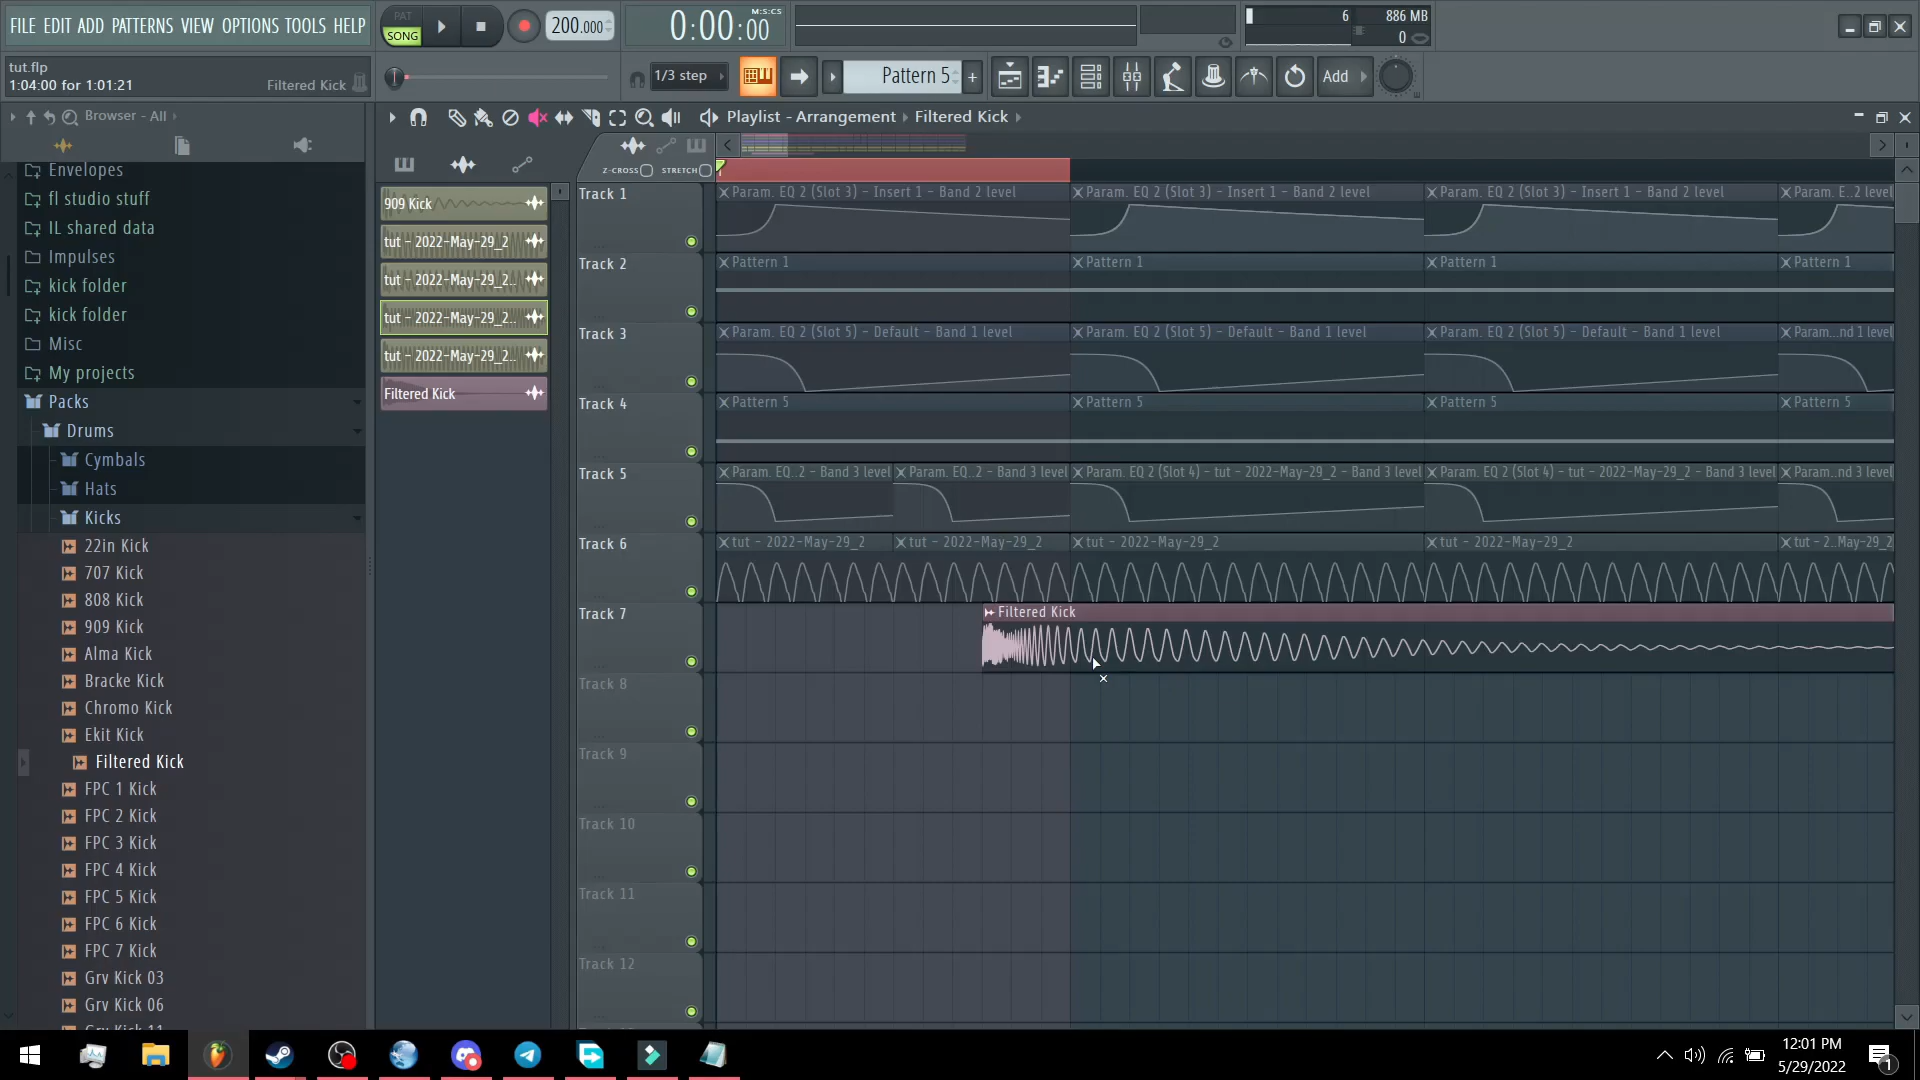 FILE EDIT ADD PATTERNS VIEW OPTIONS TOOLS HELP
PAT
SONG
200.000
M:S:CS
0:00:00
6
886 MB
0
tut.flp
1:04:00 for 1:01:21
Filtered Kick
1/3 step
Pattern 5
+
Add
Browser - All
Playlist - Arrangement
Filtered Kick
Z-CROSS
STRETCH
Envelopes
fl studio stuff
IL shared data
Impulses
kick folder
kick folder
Misc
My projects
Packs
Drums
Cymbals
Hats
Kicks
22in Kick
707 Kick
808 Kick
909 Kick
Alma Kick
Bracke Kick
Chromo Kick
Ekit Kick
Filtered Kick
FPC 1 Kick
FPC 2 Kick
FPC 3 Kick
FPC 4 Kick
FPC 5 Kick
FPC 6 Kick
FPC 7 Kick
Grv Kick 03
Grv Kick 06
Grv Kick 11
909 Kick
tut - 2022-May-29_2
tut - 2022-May-29_2..
tut - 2022-May-29_2..
tut - 2022-May-29_2..
Filtered Kick
Track 1
Param. EQ 2 (Slot 3) - Insert 1 - Band 2 level
Param. EQ 2 (Slot 3) - Insert 1 - Band 2 level
Param. EQ 2 (Slot 3) - Insert 1 - Band 2 level
Param. E..2 level
Track 2
Pattern 1
Pattern 1
Pattern 1
Pattern 1
Track 3
Param. EQ 2 (Slot 5) - Default - Band 1 level
Param. EQ 2 (Slot 5) - Default - Band 1 level
Param. EQ 2 (Slot 5) - Default - Band 1 level
Param...nd 1 level
Track 4
Pattern 5
Pattern 5
Pattern 5
Pattern 5
Track 5
Param. EQ..2 - Band 3 level
Param. EQ..2 - Band 3 level
Param. EQ 2 (Slot 4) - tut - 2022-May-29_2 - Band 3 level
Param. EQ 2 (Slot 4) - tut - 2022-May-29_2 - Band 3 level
Param...nd 3 level
Track 6
tut - 2022-May-29_2
tut - 2022-May-29_2
tut - 2022-May-29_2
tut - 2022-May-29_2
tut - 2..May-29_2
Track 7
Filtered Kick
Track 8
Track 9
Track 10
Track 11
Track 12
12:01 PM
5/29/2022
1